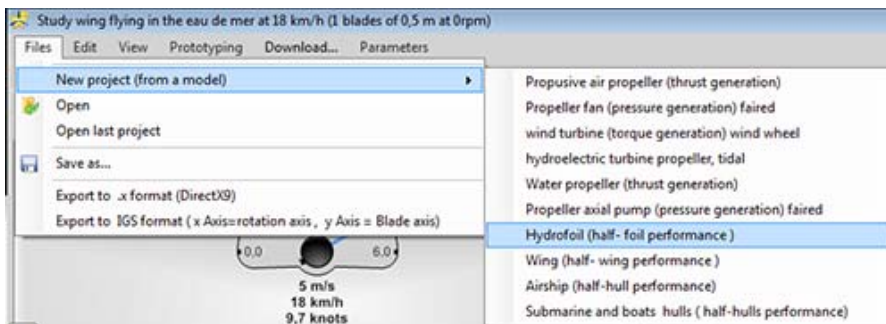 Study wing flying in the eau de mer at 18 km/h (1 blades of 0,5 m at 0rpm)
Files Edit View Prototyping Download... Parameters
New project (from a model)
Open
Open last project
Save as...
Export to .x format (DirectX9)
Export to IGS format ( x Axis=rotation axis , y Axis = Blade axis)
Propusive air propeller (thrust generation)
Propeller fan (pressure generation) faired
wind turbine (torque generation) wind wheel
hydroelectric turbine propeller, tidal
Water propeller (thrust generation)
Propeller axial pump (pressure generation) faired
Hydrofoil (half- foil performance )
Wing (half- wing performance )
Airship (half-hull performance)
Submarine and boats hulls ( half-hulls performance)
0,0 6,0
5 m/s
18 km/h
9,7 knots